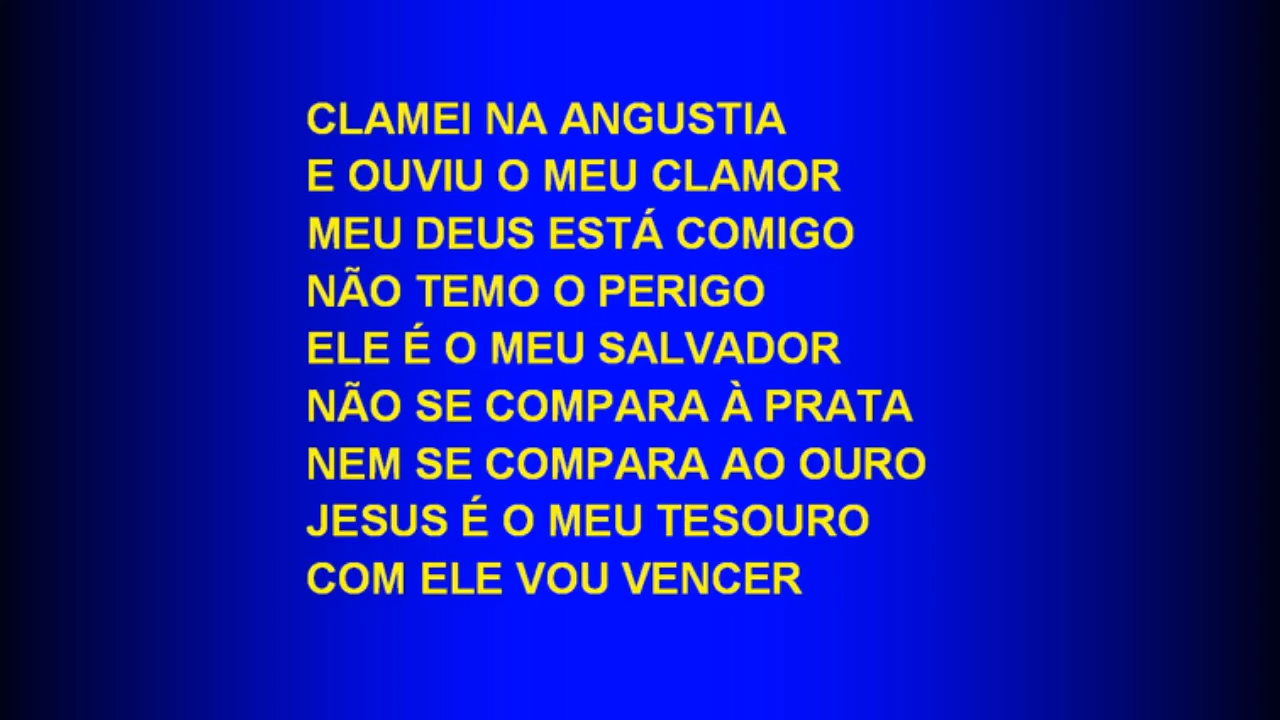 CLAMEI NA ANGUSTIA
E OUVIU O MEU CLAMOR
MEU DEUS ESTÁ COMIGO
NÃO TEMO O PERIGO
ELE É O MEU SALVADOR
NÃO SE COMPARA À PRATA
NEM SE COMPARA AO OURO
JESUS É O MEU TESOURO
COM ELE VOU VENCER